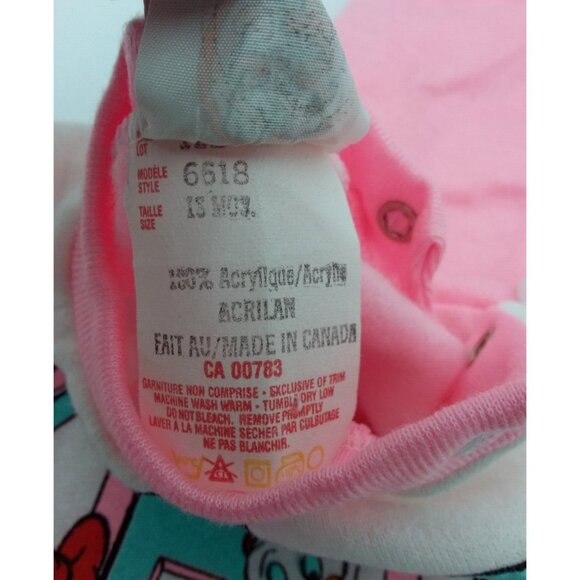 LOT
MODÈLE
STYLE 6618
TAILLE
SIZE MOS.
100% Acrylique/Acrylic
ACRILAN
FAIT AU/MADE IN CANADA
CA 00783
GARNITURE NON COMPRISE - EXCLUSIVE OF TRIM
MACHINE WASH WARM - TUMBLE DRY LOW
DO NOT BLEACH. REMOVE PROMPTLY
LAVER A LA MACHINE SECHER PAR CULBUTAGE
NE PAS BLANCHIR.